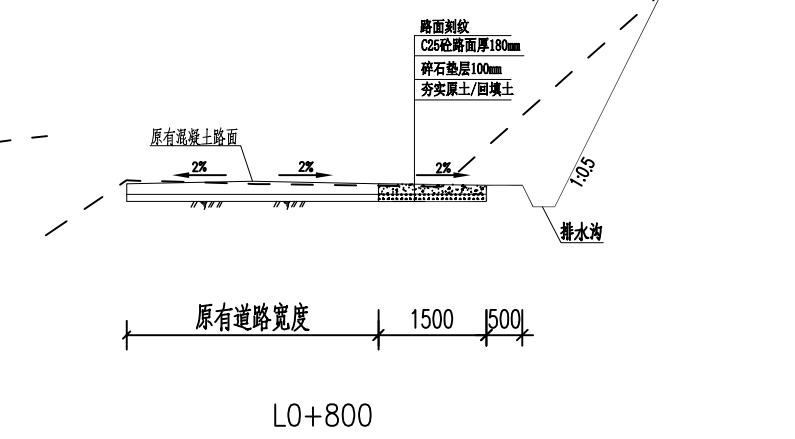 路面刻纹
C25砼路面厚180mm
碎石垫层100mm
夯实原土/回填土
原有混凝土路面
2% 2% 2%
1:0.5
排水沟
原有道路宽度 1500 500
L0+800